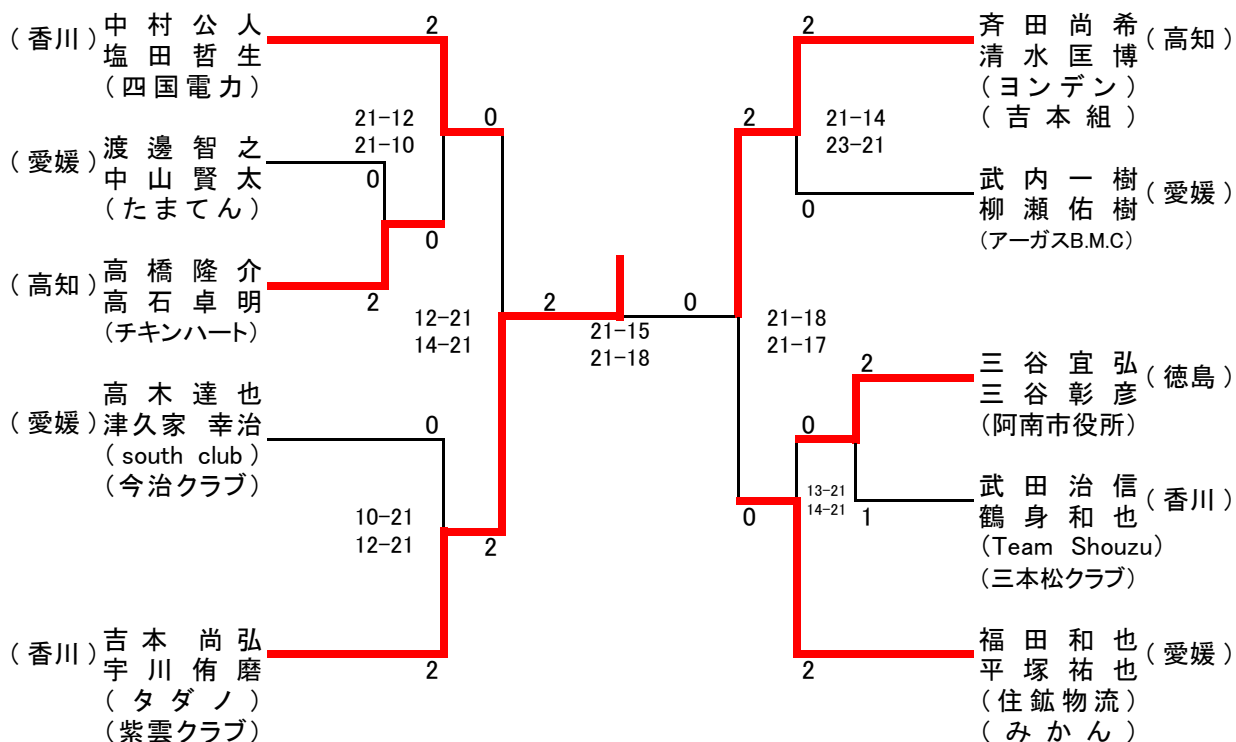 (香川) 中村公人 2
塩田哲生
(四国電力)
21-12 0
21-10
(愛媛) 渡邊智之
中山賢太 0
(たまてん)
0
(高知) 高橋隆介
高石卓明 2
(チキンハート)
12-21
14-21
2
21-15
21-18
0
高木達也
(愛媛) 津久家 幸治 0
(south club)
(今治クラブ)
10-21
12-21 2
(香川) 吉本 尚弘
宇川侑磨 2
(タダノ)
(紫雲クラブ)
2 斉田尚希 (高知)
清水匡博
(ヨンデン)
(吉本組)
2 21-14
23-21
武内一樹 (愛媛)
0 柳瀬佑樹
(アーガスB.M.C)
21-18
21-17
2 三谷宜弘 (徳島)
三谷彰彦
0 (阿南市役所)
13-21
14-21
武田治信 (香川)
0 1 鶴身和也
(Team Shouzu)
(三本松クラブ)
福田和也 (愛媛)
2 平塚祐也
(住鉱物流)
(みかん)